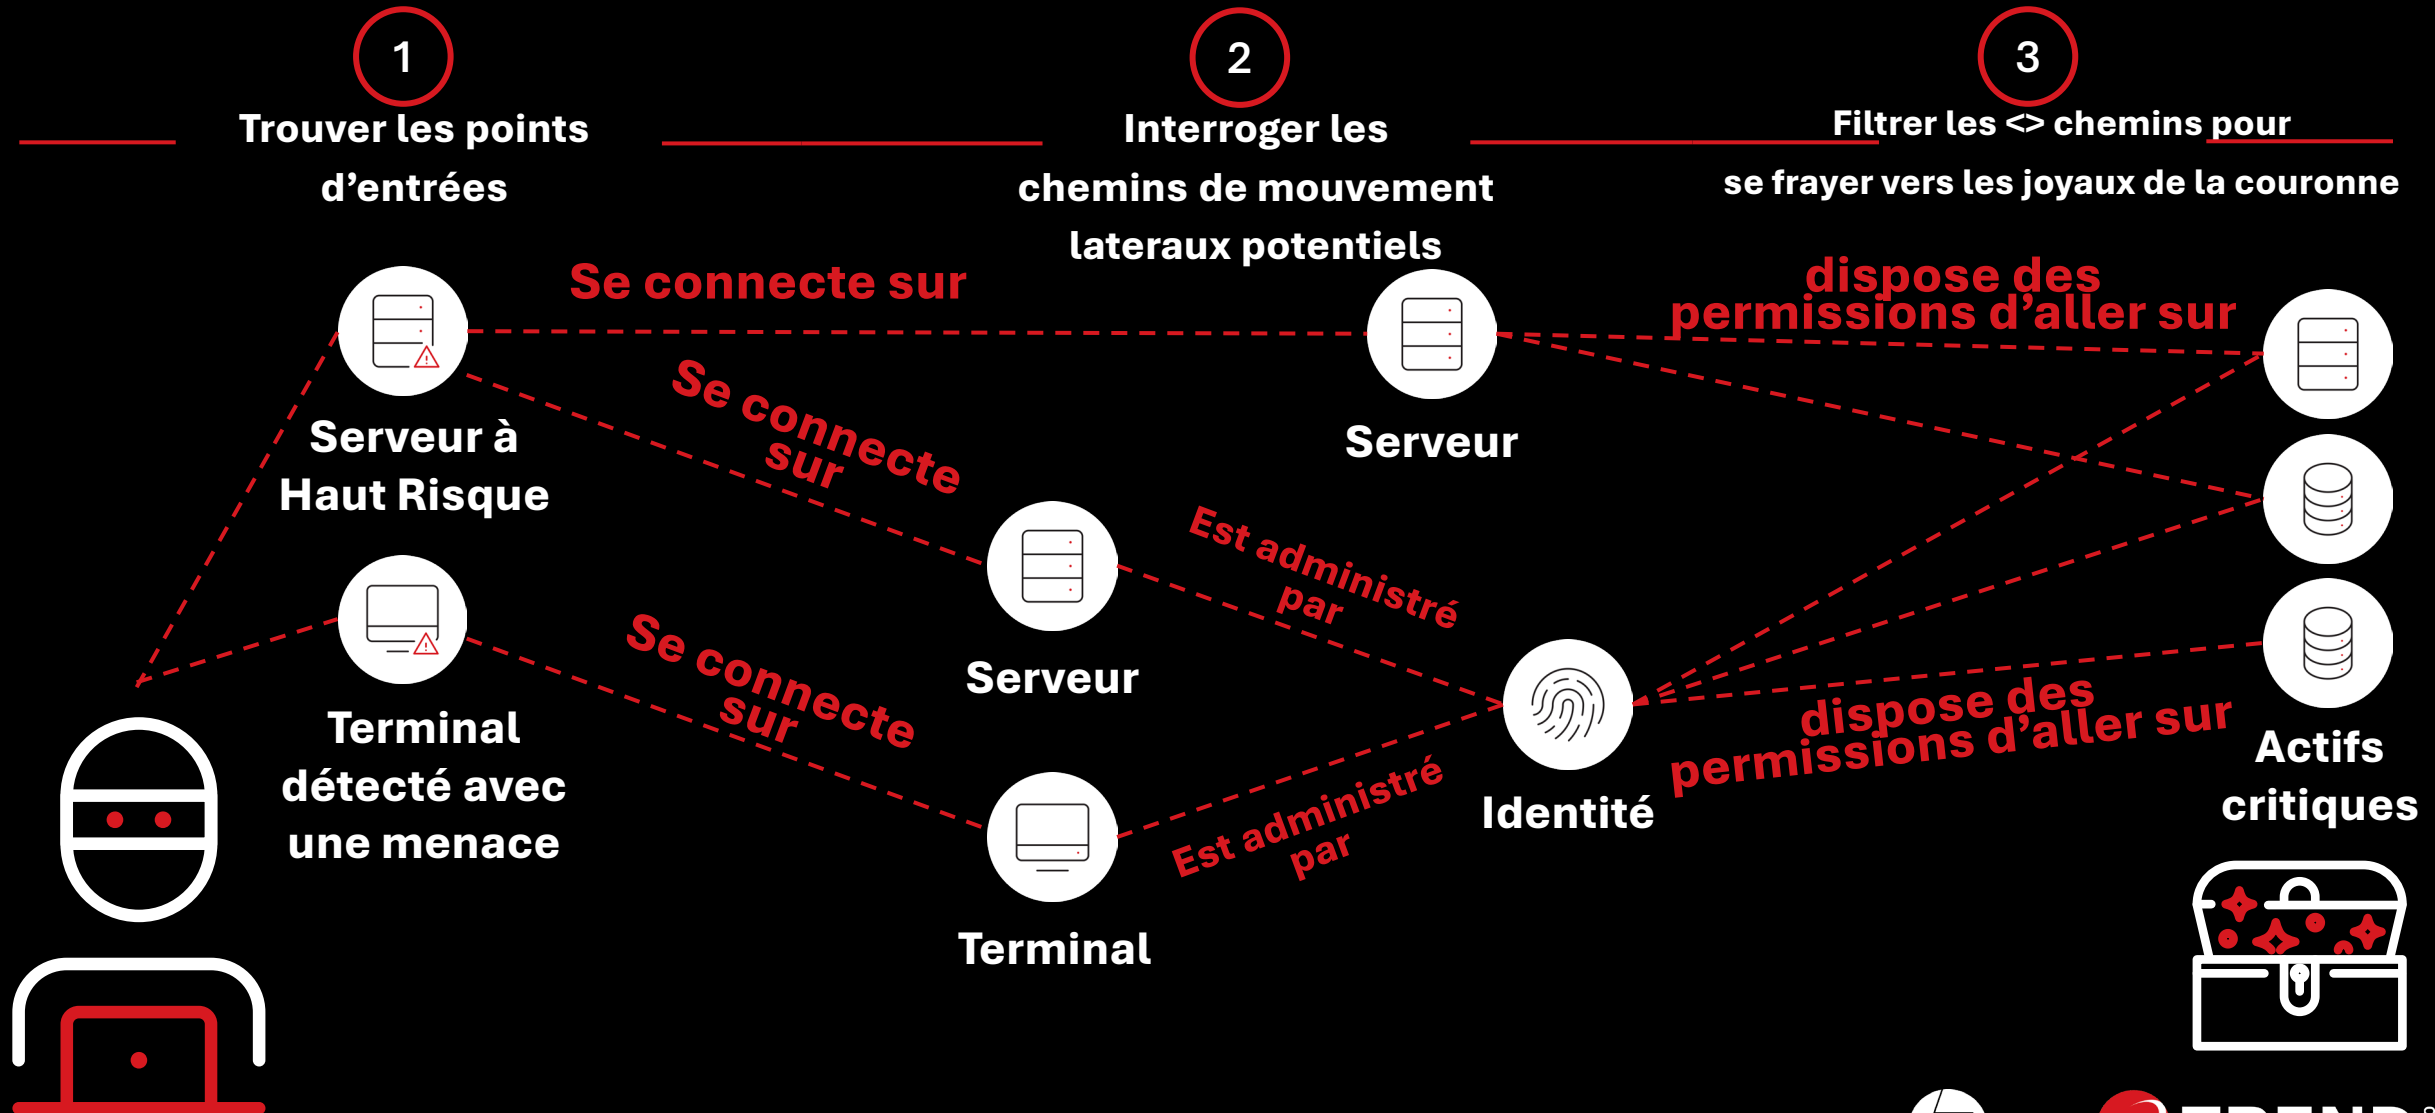 1
Trouver les points
d’entrées
2
Interroger les
chemins de mouvement
lateraux potentiels
3
Filtrer les <> chemins pour
se frayer vers les joyaux de la couronne
Se connecte sur
dispose des
permissions d’aller sur
Serveur à
Haut Risque
Se connecte
sur
Serveur
Est administré
par
Serveur
Terminal
détecté avec
une menace
Se connecte
sur
Terminal
Est administré
par
Identité
dispose des
permissions d’aller sur
Actifs
critiques
TREND